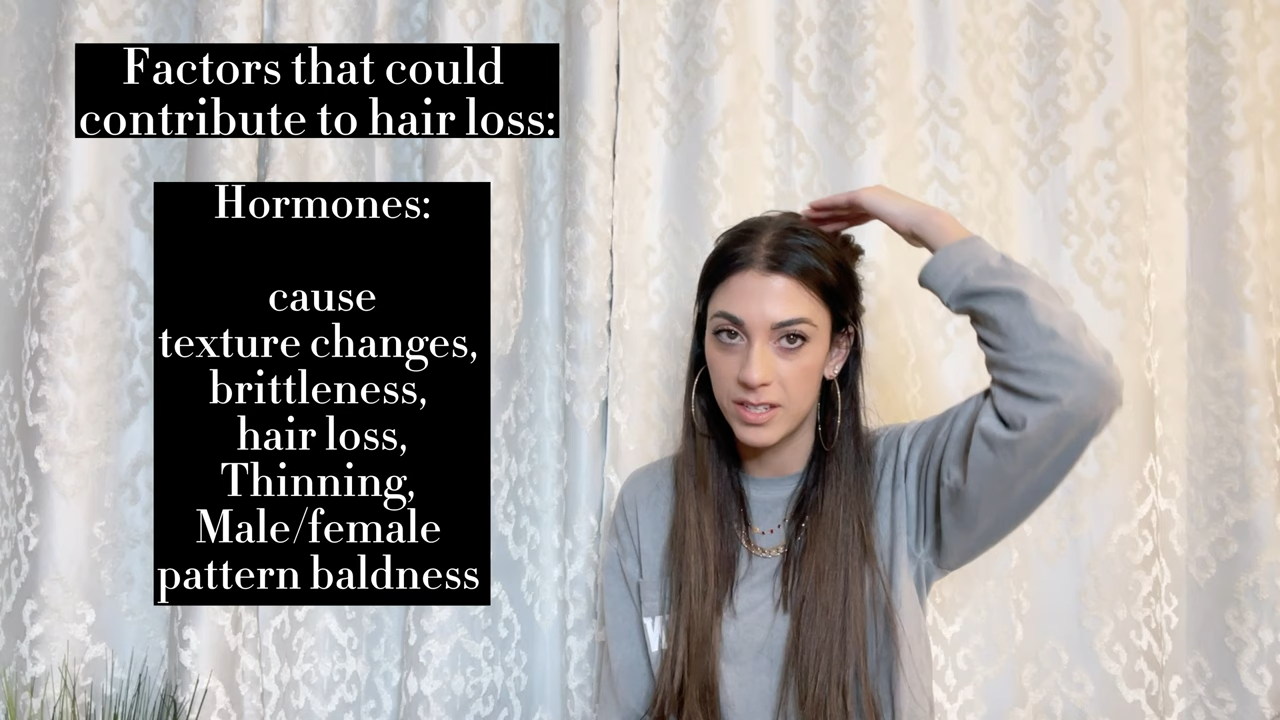 Factors that could
contribute to hair loss:
Hormones:
cause
texture changes,
brittleness,
hair loss,
Thinning,
Male/female
pattern baldness